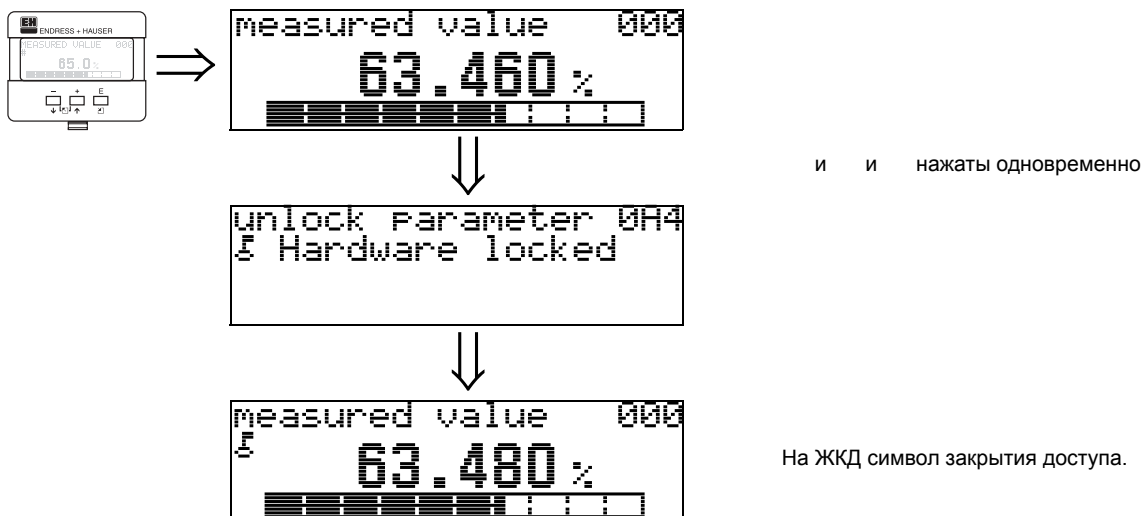 EH ENDRESS + HAUSER
MEASURED VALUE 000
65.0 %
- + E
measured value 000
63.460 %
и и нажаты одновременно
unlock parameter 0A4
Hardware locked
measured value 000
63.480 %
На ЖКД символ закрытия доступа.